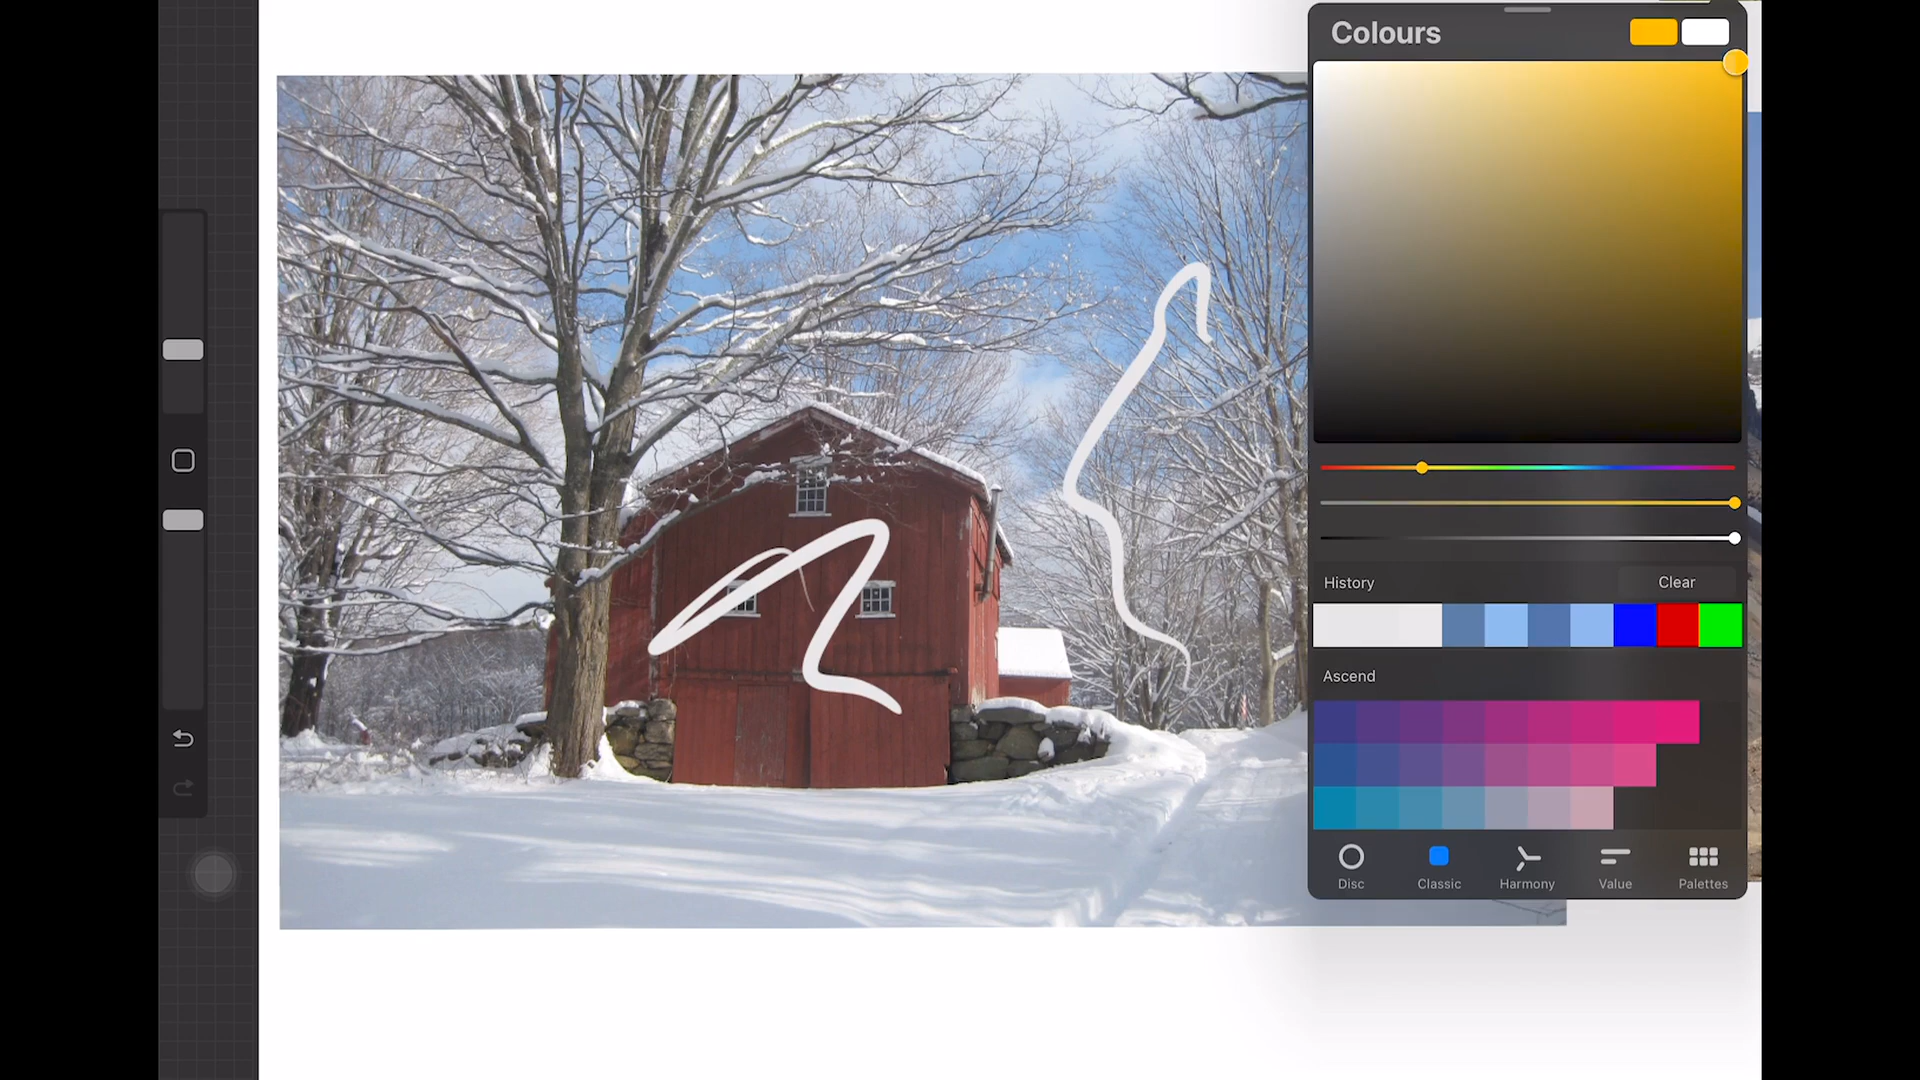 Colours
History
Clear
Ascend
Disc
Classic
Harmony
Value
Palettes